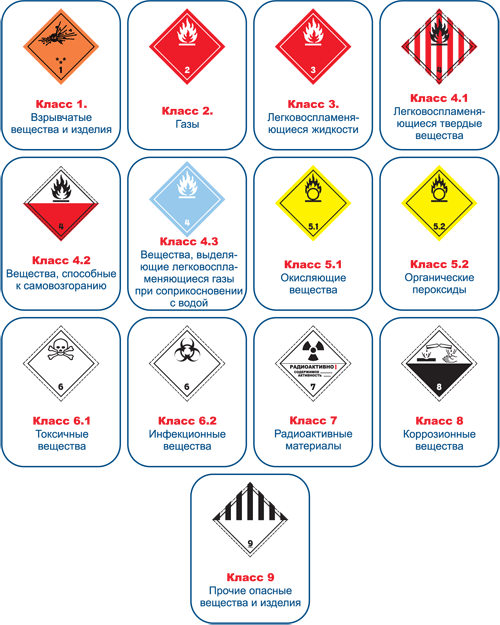 1
Класс 1.
Взрывчатые
вещества и изделия
2
Класс 2.
Газы
3
Класс 3.
Легковоспламеня-
ющиеся жидкости
4
Класс 4.1
Легковоспламеня-
ющиеся твердые
вещества
4
Класс 4.2
Вещества, способные
к самовозгоранию
4
Класс 4.3
Вещества, выделя-
ющие легковоспла-
меняющиеся газы
при соприкосновении
с водой
5.1
Класс 5.1
Окисляющие
вещества
5.2
Класс 5.2
Органические
пероксиды
6
Класс 6.1
Токсичные
вещества
6
Класс 6.2
Инфекционные
вещества
РАДИОАКТИВНО
СОДЕРЖИМОЕ
АКТИВНОСТЬ
7
Класс 7
Радиоактивные
материалы
8
Класс 8
Коррозионные
вещества
9
Класс 9
Прочие опасные
вещества и изделия